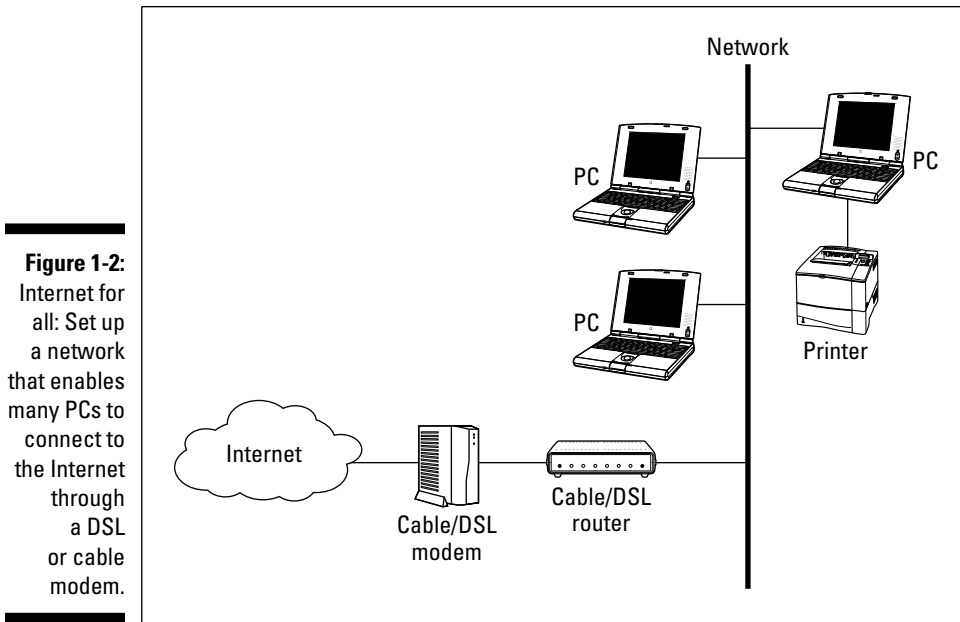 Figure 1-2:
Internet for
all: Set up
a network
that enables
many PCs to
connect to
the Internet
through
a DSL
or cable
modem.
Network
PC
PC
PC
Printer
Internet
Cable/DSL
modem
Cable/DSL
router